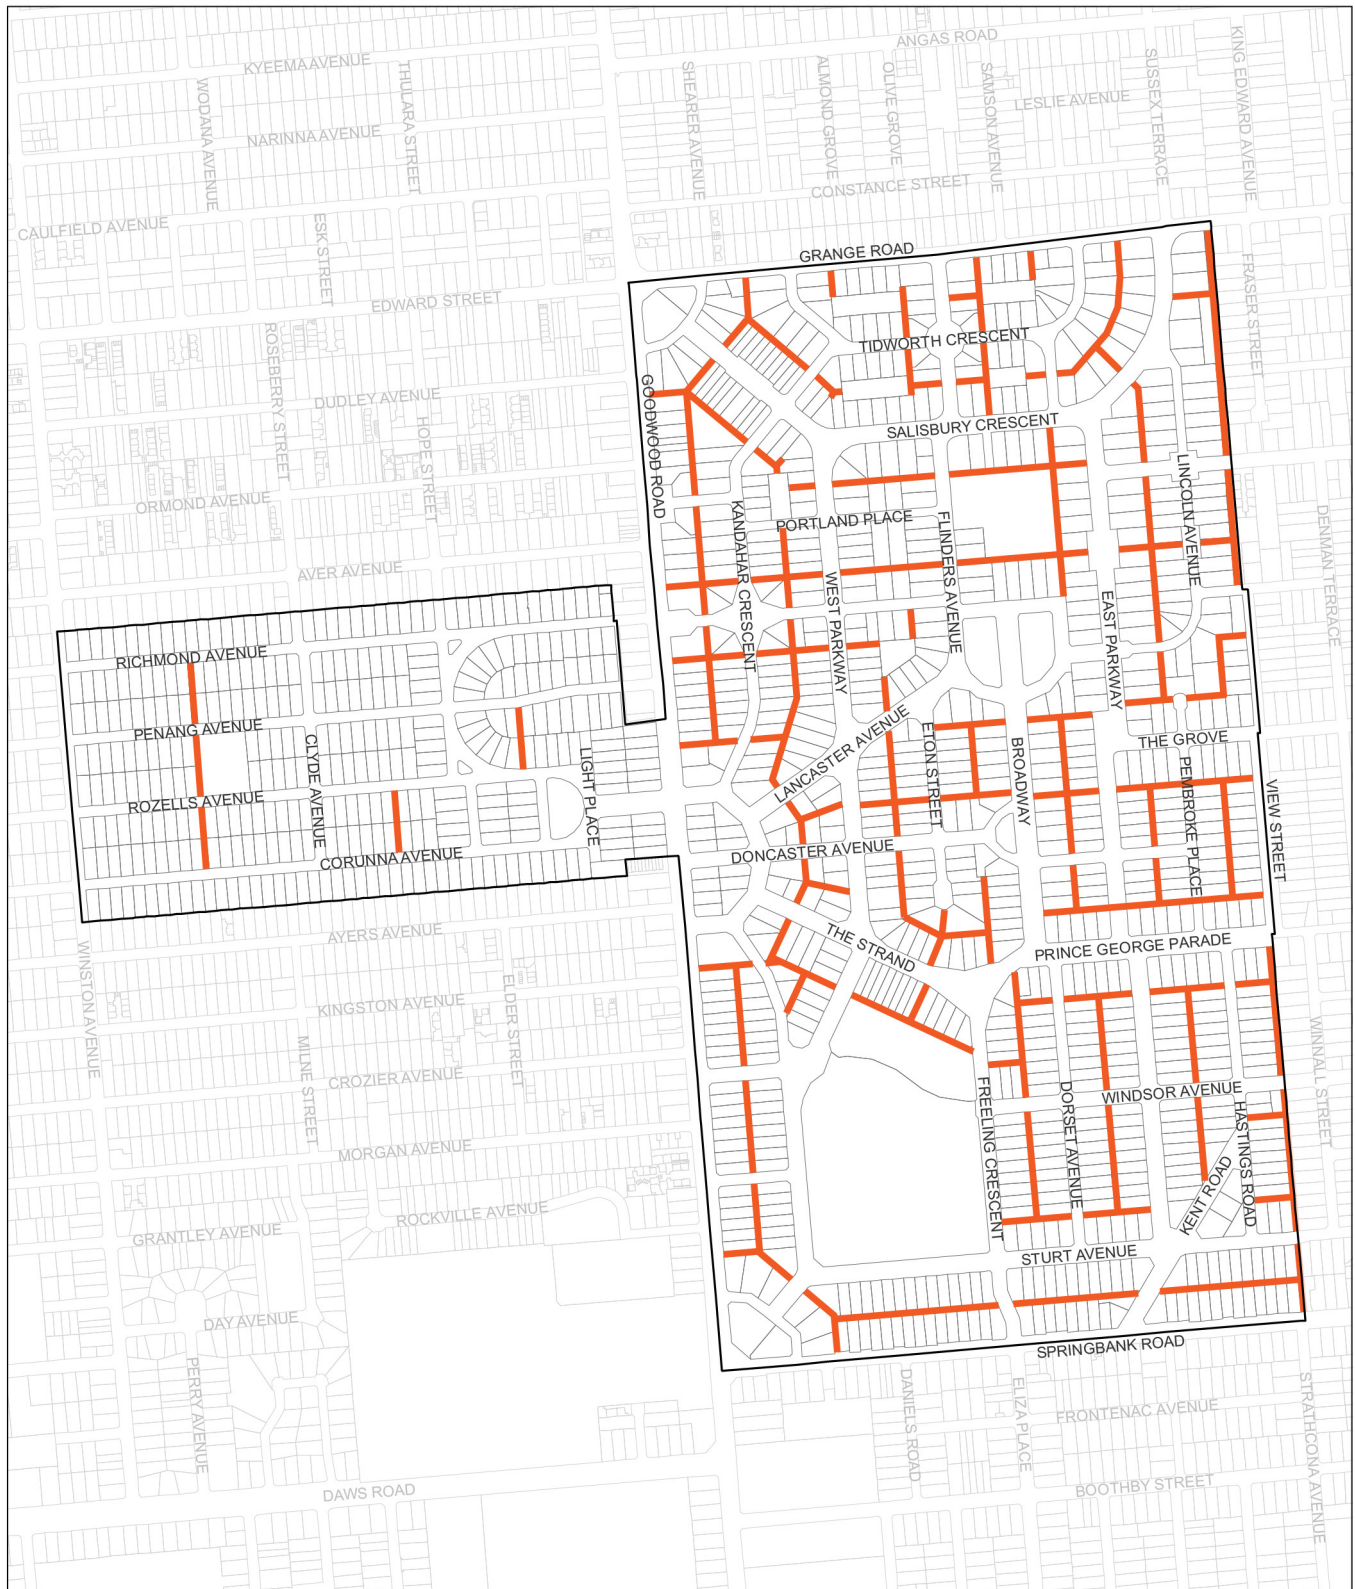 ANGAS ROAD
KING EDWARD AVENUE
KYEEMA AVENUE
THULARA STREET
WODANA AVENUE
SHEARER AVENUE
ALMOND GROVE
OLIVE GROVE
SAMSON AVENUE
SUSSEX TERRACE
LESLIE AVENUE
NARINNA AVENUE
CONSTANCE STREET
CAULFIELD AVENUE
ESK STREET
GRANGE ROAD
FRASER STREET
EDWARD STREET
ROSEBERRY STREET
TIDWORTH CRESCENT
GOODWOOD ROAD
DUDLEY AVENUE
HOPE STREET
SALISBURY CRESCENT
LINCOLN AVENUE
ORMOND AVENUE
KANDAHAR CRESCENT
PORTLAND PLACE
FLINDERS AVENUE
DENMAN TERRACE
AVER AVENUE
WEST PARKWAY
EAST PARKWAY
RICHMOND AVENUE
PENANG AVENUE
CLYDE AVENUE
LIGHT PLACE
LANCASTER AVENUE
ETON STREET
BROADWAY
THE GROVE
PEMBROKE PLACE
VIEW STREET
ROZELLS AVENUE
CORUNNA AVENUE
DONCASTER AVENUE
AYERS AVENUE
THE STRAND
PRINCE GEORGE PARADE
WINSTON AVENUE
KINGSTON AVENUE
ELDER STREET
MILNE STREET
CROZIER AVENUE
WINNALL STREET
FREELING CRESCENT
DORSET AVENUE
WINDSOR AVENUE
HASTINGS ROAD
MORGAN AVENUE
KENT ROAD
ROCKVILLE AVENUE
GRANTLEY AVENUE
STURT AVENUE
DAY AVENUE
SPRINGBANK ROAD
PERRY AVENUE
DANIELS ROAD
ELIZA PLACE
FRONTENAC AVENUE
STRATHCONA AVENUE
DAWS ROAD
BOOTHBY STREET